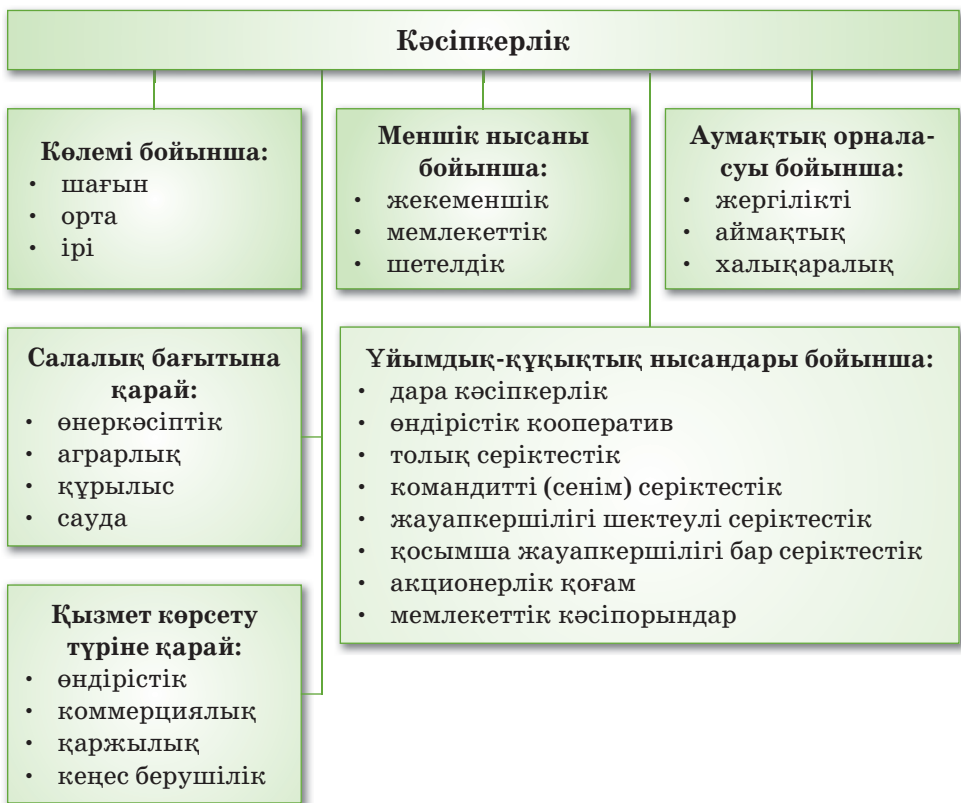 Кәсіпкерлік
Көлемі бойынша:
• шағын
• орта
• ірі
Меншік нысаны
бойынша:
• жекеменшік
• мемлекеттік
• шетелдік
Аумақтық орнала-
суы бойынша:
• жергілікті
• аймақтық
• халықаралық
Салалық бағытына
қарай:
• өнеркәсіптік
• аграрлық
• құрылыс
• сауда
Ұйымдық-құқықтық нысандары бойынша:
• дара кәсіпкерлік
• өндірістік кооператив
• толық серіктестік
• командитті (сенім) серіктестік
• жауапкершілігі шектеулі серіктестік
• қосымша жауапкершілігі бар серіктестік
• акционерлік қоғам
• мемлекеттік кәсіпорындар
Қызмет көрсету
түріне қарай:
• өндірістік
• коммерциялық
• қаржылық
• кеңес берушілік